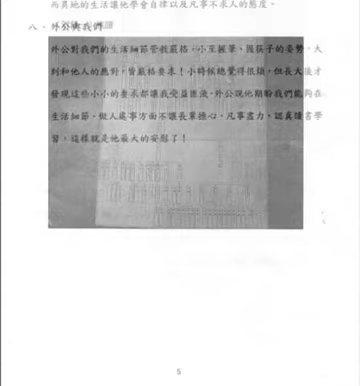 而異地的生活讓他學會自律以及凡事不求人的態度。
八、外公與我們
外公對我們的生活細節管教嚴格,小至握筆、握筷子的姿勢,大
到和他人的應對,皆嚴格要求!小時候總覺得很煩,但長大後才
發現這些小小的要求都讓我受益匪淺。外公說他期盼我們能夠在
生活細節、做人處事方面不讓長輩擔心,凡事盡力,認真讀書學
習,這樣就是他最大的安慰了!
5